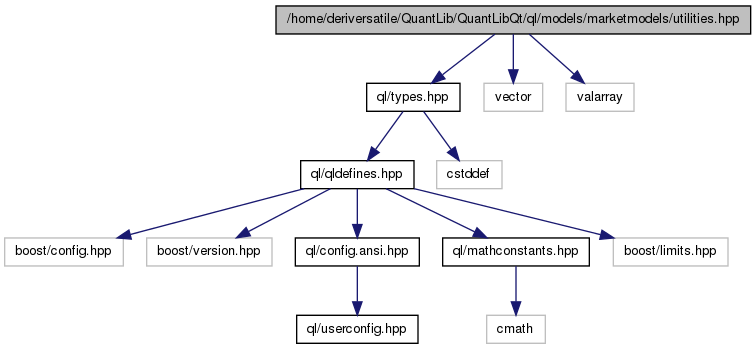 /home/deriversatile/QuantLib/QuantLibQt/ql/models/marketmodels/utilities.hpp
ql/types.hpp
vector
valarray
ql/qldefines.hpp
cstddef
boost/config.hpp
boost/version.hpp
ql/config.ansi.hpp
ql/mathconstants.hpp
boost/limits.hpp
ql/userconfig.hpp
cmath